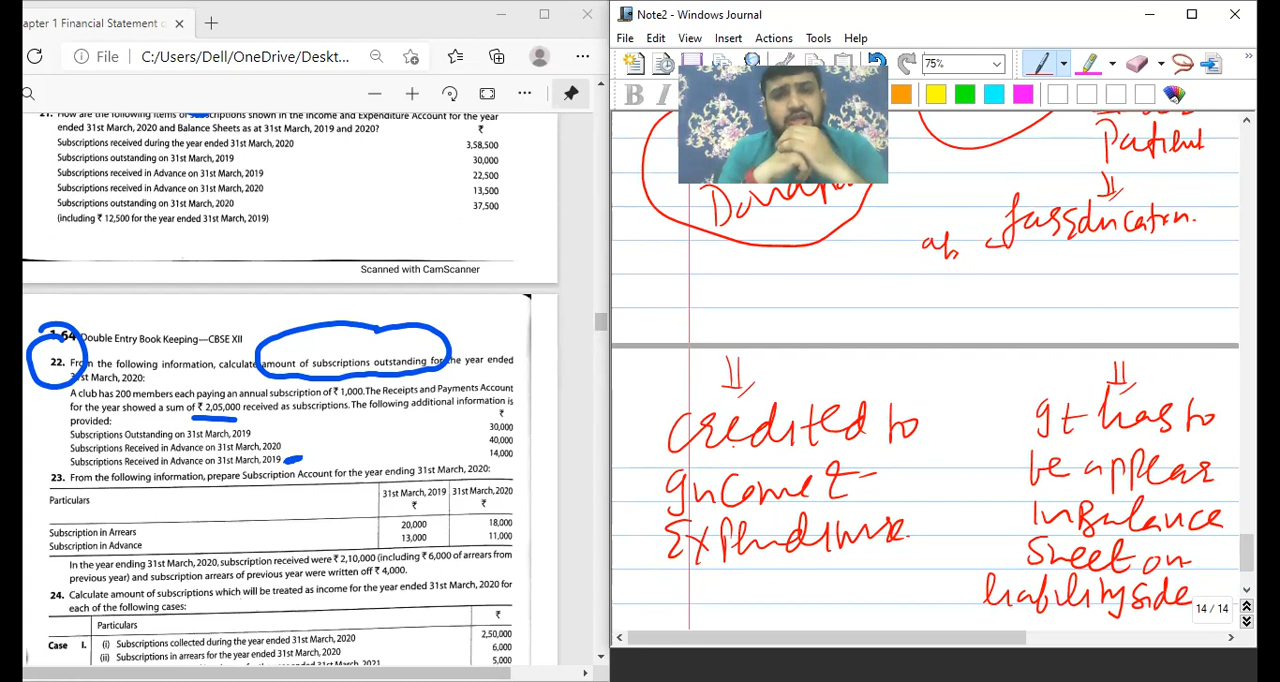 apter 1 Financial Statement o
File
C:/Users/Dell/OneDrive/Deskt...
21. How are the following items of subscriptions shown in the Income and Expenditure Account for the year
ended 31st March, 2020 and Balance Sheets as at 31st March, 2019 and 2020? ₹
Subscriptions received during the year ended 31st March, 2020 3,58,500
Subscriptions outstanding on 31st March, 2019 30,000
Subscriptions received in Advance on 31st March, 2019 22,500
Subscriptions received in Advance on 31st March, 2020 13,500
Subscriptions outstanding on 31st March, 2020 37,500
(including ₹ 12,500 for the year ended 31st March, 2019)
Scanned with CamScanner
1.64 Double Entry Book Keeping—CBSE XII
22. From the following information, calculate amount of subscriptions outstanding for the year ended
31st March, 2020:
A club has 200 members each paying an annual subscription of ₹ 1,000. The Receipts and Payments Account
for the year showed a sum of ₹ 2,05,000 received as subscriptions. The following additional information is
provided: ₹
Subscriptions Outstanding on 31st March, 2019 30,000
Subscriptions Received in Advance on 31st March, 2020 40,000
Subscriptions Received in Advance on 31st March, 2019 14,000
23. From the following information, prepare Subscription Account for the year ending 31st March, 2020:
Particulars 31st March, 2019 31st March, 2020
₹ ₹
Subscription in Arrears 20,000 18,000
Subscription in Advance 13,000 11,000
In the year ending 31st March, 2020, subscription received were ₹ 2,10,000 (including ₹ 6,000 of arrears from
previous year) and subscription arrears of previous year were written off ₹ 4,000.
24. Calculate amount of subscriptions which will be treated as income for the year ended 31st March, 2020 for
each of the following cases:
Particulars ₹
Case I. (i) Subscriptions collected during the year ended 31st March, 2020 2,50,000
(ii) Subscriptions in arrears for the year ended 31st March, 2020 6,000
5,000
Note2 - Windows Journal
File Edit View Insert Actions Tools Help
75%
B I
Patient
credited to
Income &
Expenditure.
It has to
be appear
in Balance
Sheet on
liability side
14 / 14